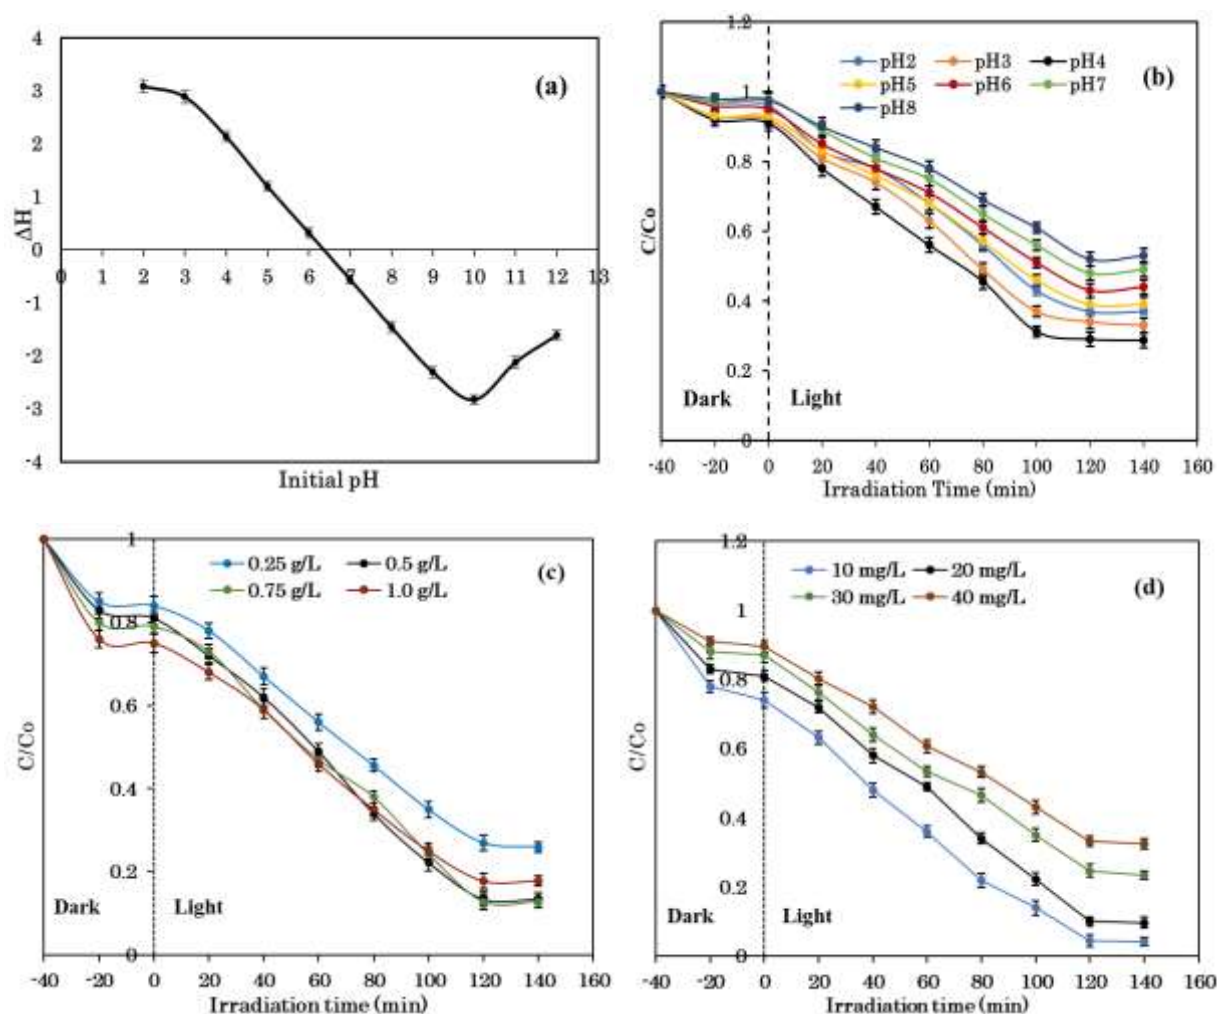 4
3
2
1
0
-1
-2
-3
-4
0 1 2 3 4 5 6 7 8 9 10 11 12 13
ΔH
Initial pH
(a)
1.2
1
0.8
0.6
0.4
0.2
0
C/Co
pH2 pH3 pH4
pH5 pH6 pH7
pH8
(b)
Dark Light
-40 -20 0 20 40 60 80 100 120 140 160
Irradiation Time (min)
1
0.8
0.6
0.4
0.2
0
C/Co
0.25 g/L 0.5 g/L
0.75 g/L 1.0 g/L
(c)
Dark Light
-40 -20 0 20 40 60 80 100 120 140 160
Irradiation time (min)
1.2
1
0.8
0.6
0.4
0.2
0
C/Co
10 mg/L 20 mg/L
30 mg/L 40 mg/L
(d)
Dark Light
-40 -20 0 20 40 60 80 100 120 140 160
Irradiation time (min)